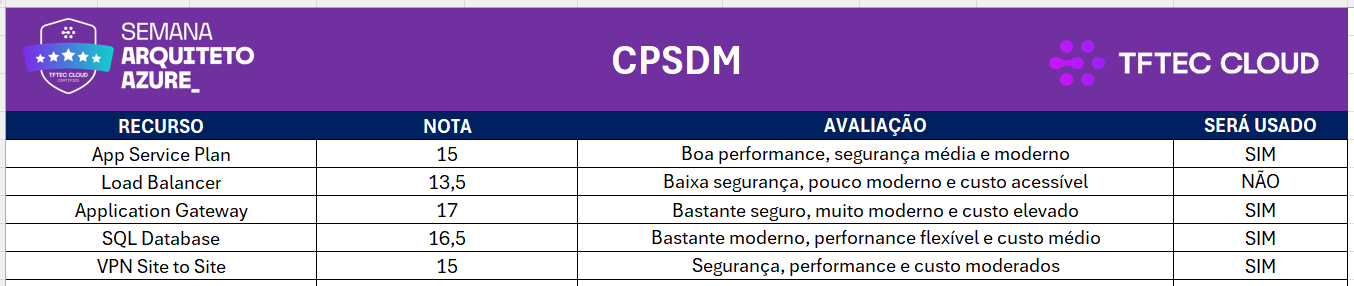 SEMANA
ARQUITETO
AZURE_
TFTEC CLOUD
CERTIFIED
CPSDM
TFTEC CLOUD
RECURSO NOTA AVALIAÇÃO SERÁ USADO
App Service Plan 15 Boa performance, segurança média e moderno SIM
Load Balancer 13,5 Baixa segurança, pouco moderno e custo acessível NÃO
Application Gateway 17 Bastante seguro, muito moderno e custo elevado SIM
SQL Database 16,5 Bastante moderno, perfornance flexível e custo médio SIM
VPN Site to Site 15 Segurança, performance e custo moderados SIM